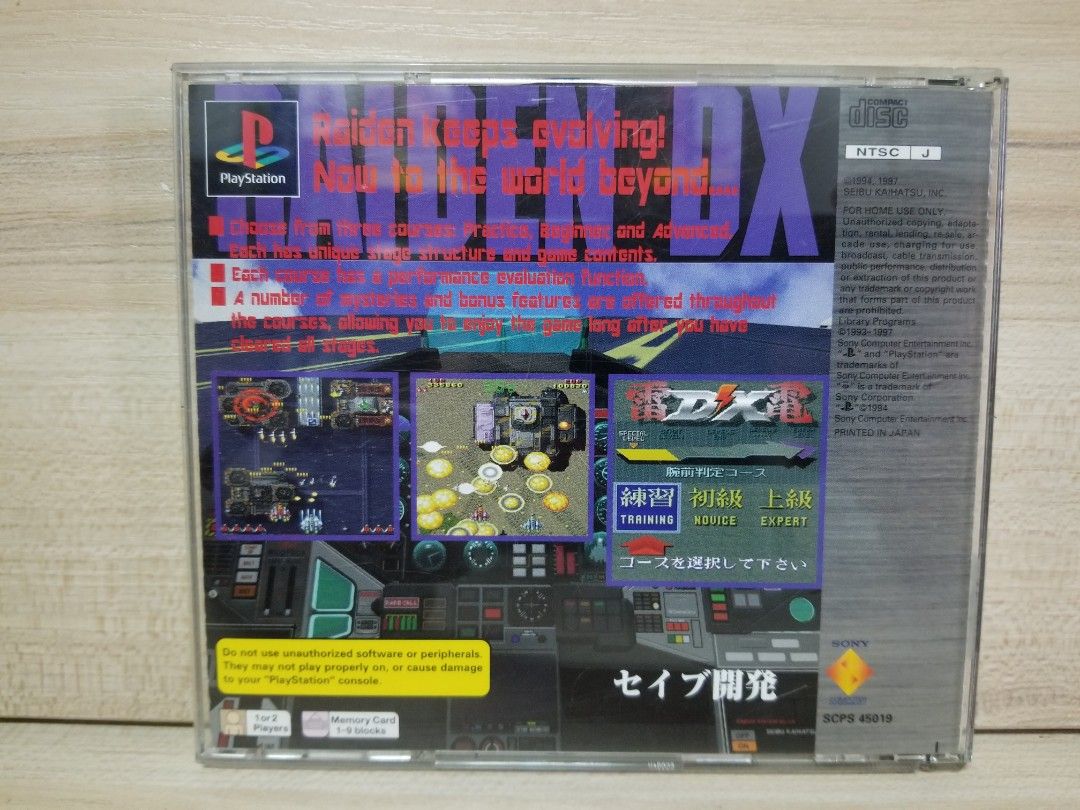 RAIDEN DX
PlayStation
Raiden keeps evolving!
Now to the world beyond....
Choose from three courses: Practice, Beginner and Advanced.
Each has unique stage structure and game contents.
Each course has a performance evaluation function.
A number of mysteries and bonus features are offered throughout
the courses, allowing you to enjoy the game long after you have
cleared all stages.
雷DX電
腕前判定コース
練習 初級 上級
TRAINING NOVICE EXPERT
コースを選択して下さい
Do not use unauthorized software or peripherals.
They may not play properly on, or cause damage
to your "PlayStation" console.
1 or 2
Players
Memory Card
1-9 blocks
セイブ開発
OFF
ON
COMPACT
disc
NTSC J
©1994, 1997
SEIBU KAIHATSU, INC.
FOR HOME USE ONLY.
Unauthorized copying, adapta-
tion, rental, lending, re-sale, ar-
cade use, charging for use,
broadcast, cable transmission,
public performance, distribution
or extraction of this product or
any trademark or copyright work
that forms part of this product
are prohibited.
Library Programs
©1993-1997
Sony Computer Entertainment Inc.
" " and "PlayStation" are
trademarks of
Sony Computer Entertainment Inc.
" " is a trademark of
Sony Corporation
" "©1994
Sony Computer Entertainment Inc.
PRINTED IN JAPAN
SONY
SCPS 45019